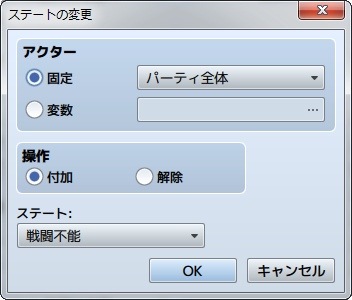 ステートの変更
アクター
固定
パーティ全体
変数
...
操作
付加
解除
ステート:
戦闘不能
OK
キャンセル